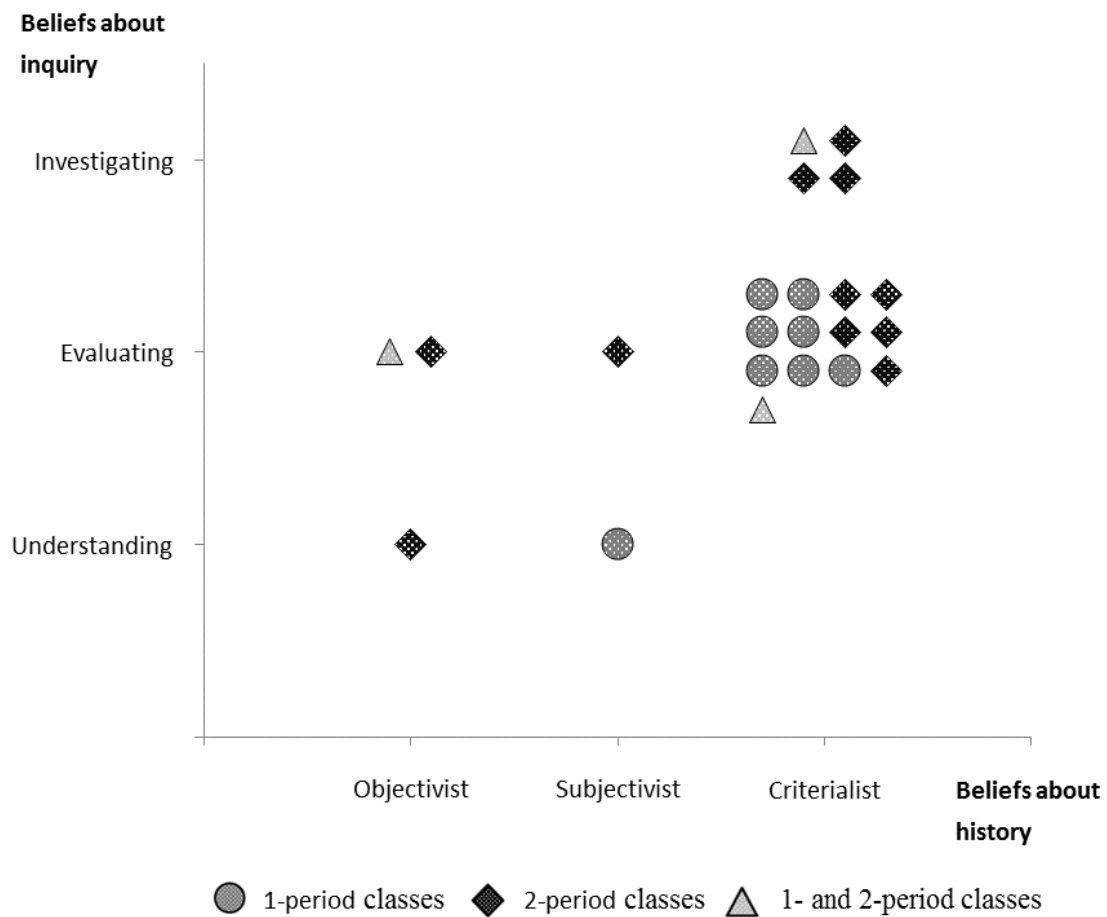 Beliefs about
inquiry
Investigating
Evaluating
Understanding
Objectivist Subjectivist Criterialist Beliefs about
history
1-period classes 2-period classes 1- and 2-period classes